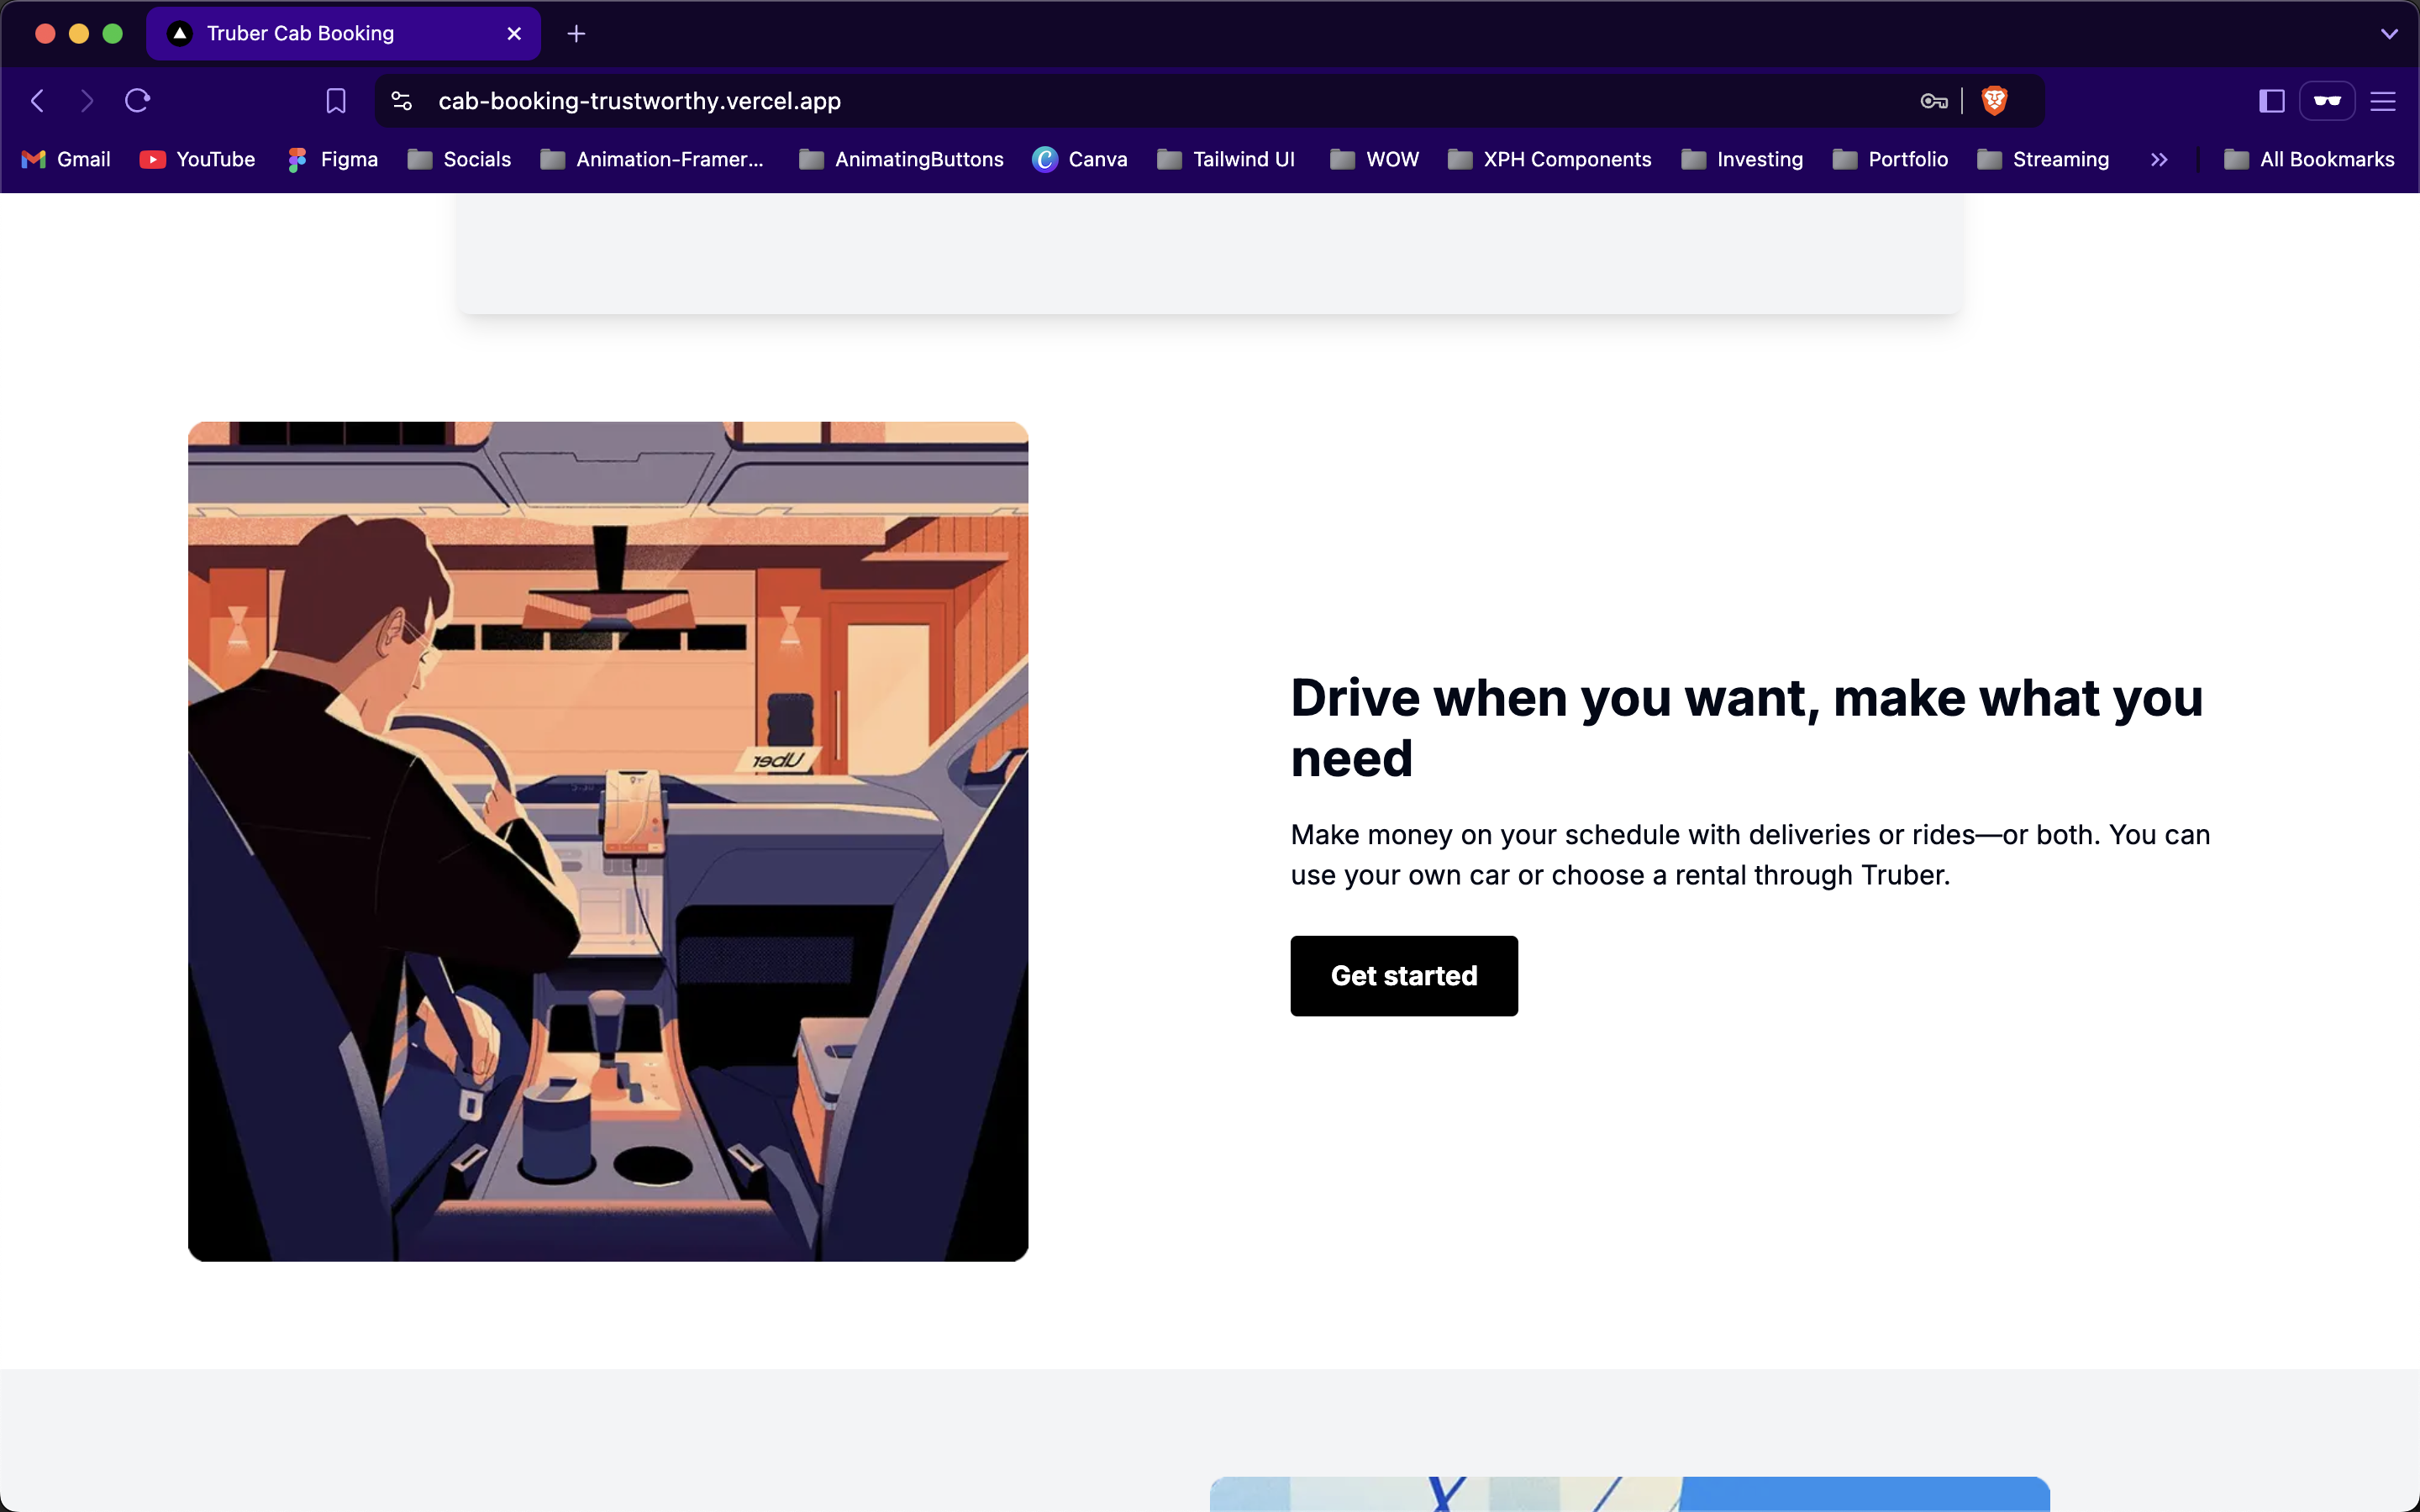 Truber Cab Booking
cab-booking-trustworthy.vercel.app
Gmail YouTube Figma Socials Animation-Framer... AnimatingButtons Canva Tailwind UI WOW XPH Components Investing Portfolio Streaming All Bookmarks
Uber
Drive when you want, make what you
need
Make money on your schedule with deliveries or rides—or both. You can
use your own car or choose a rental through Truber.
Get started